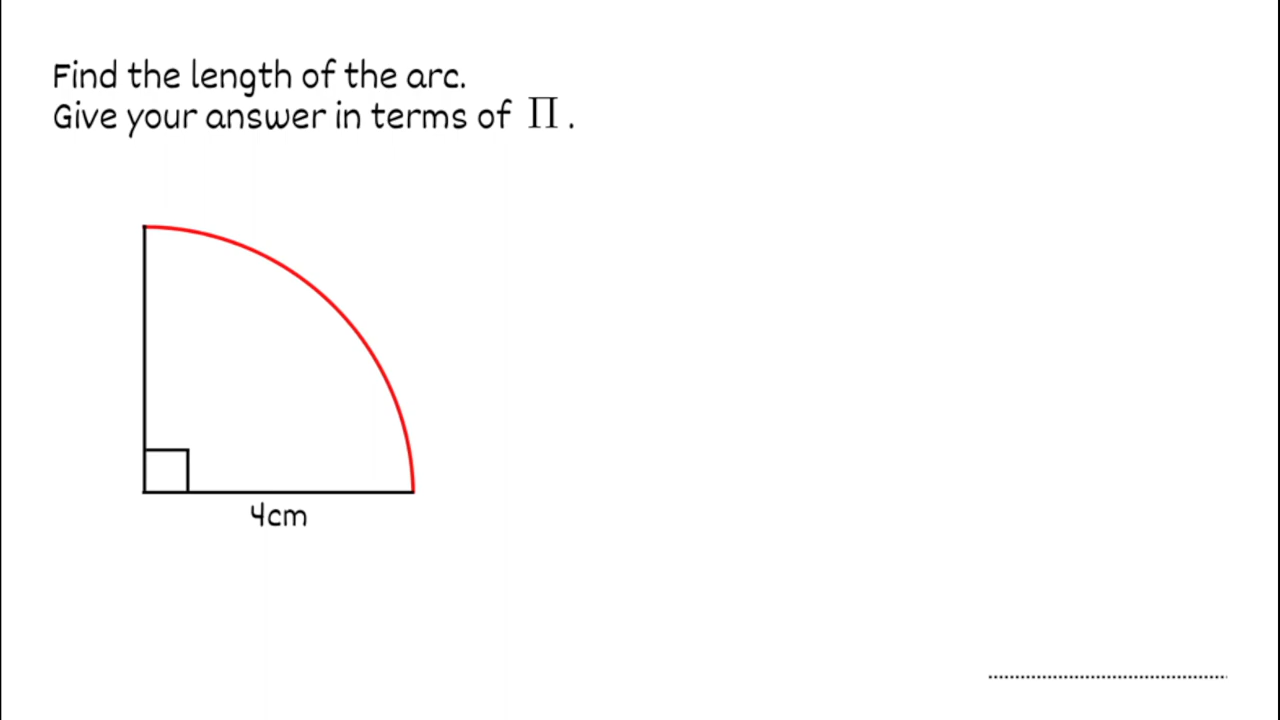 Find the length of the arc.
Give your answer in terms of Π.
4cm